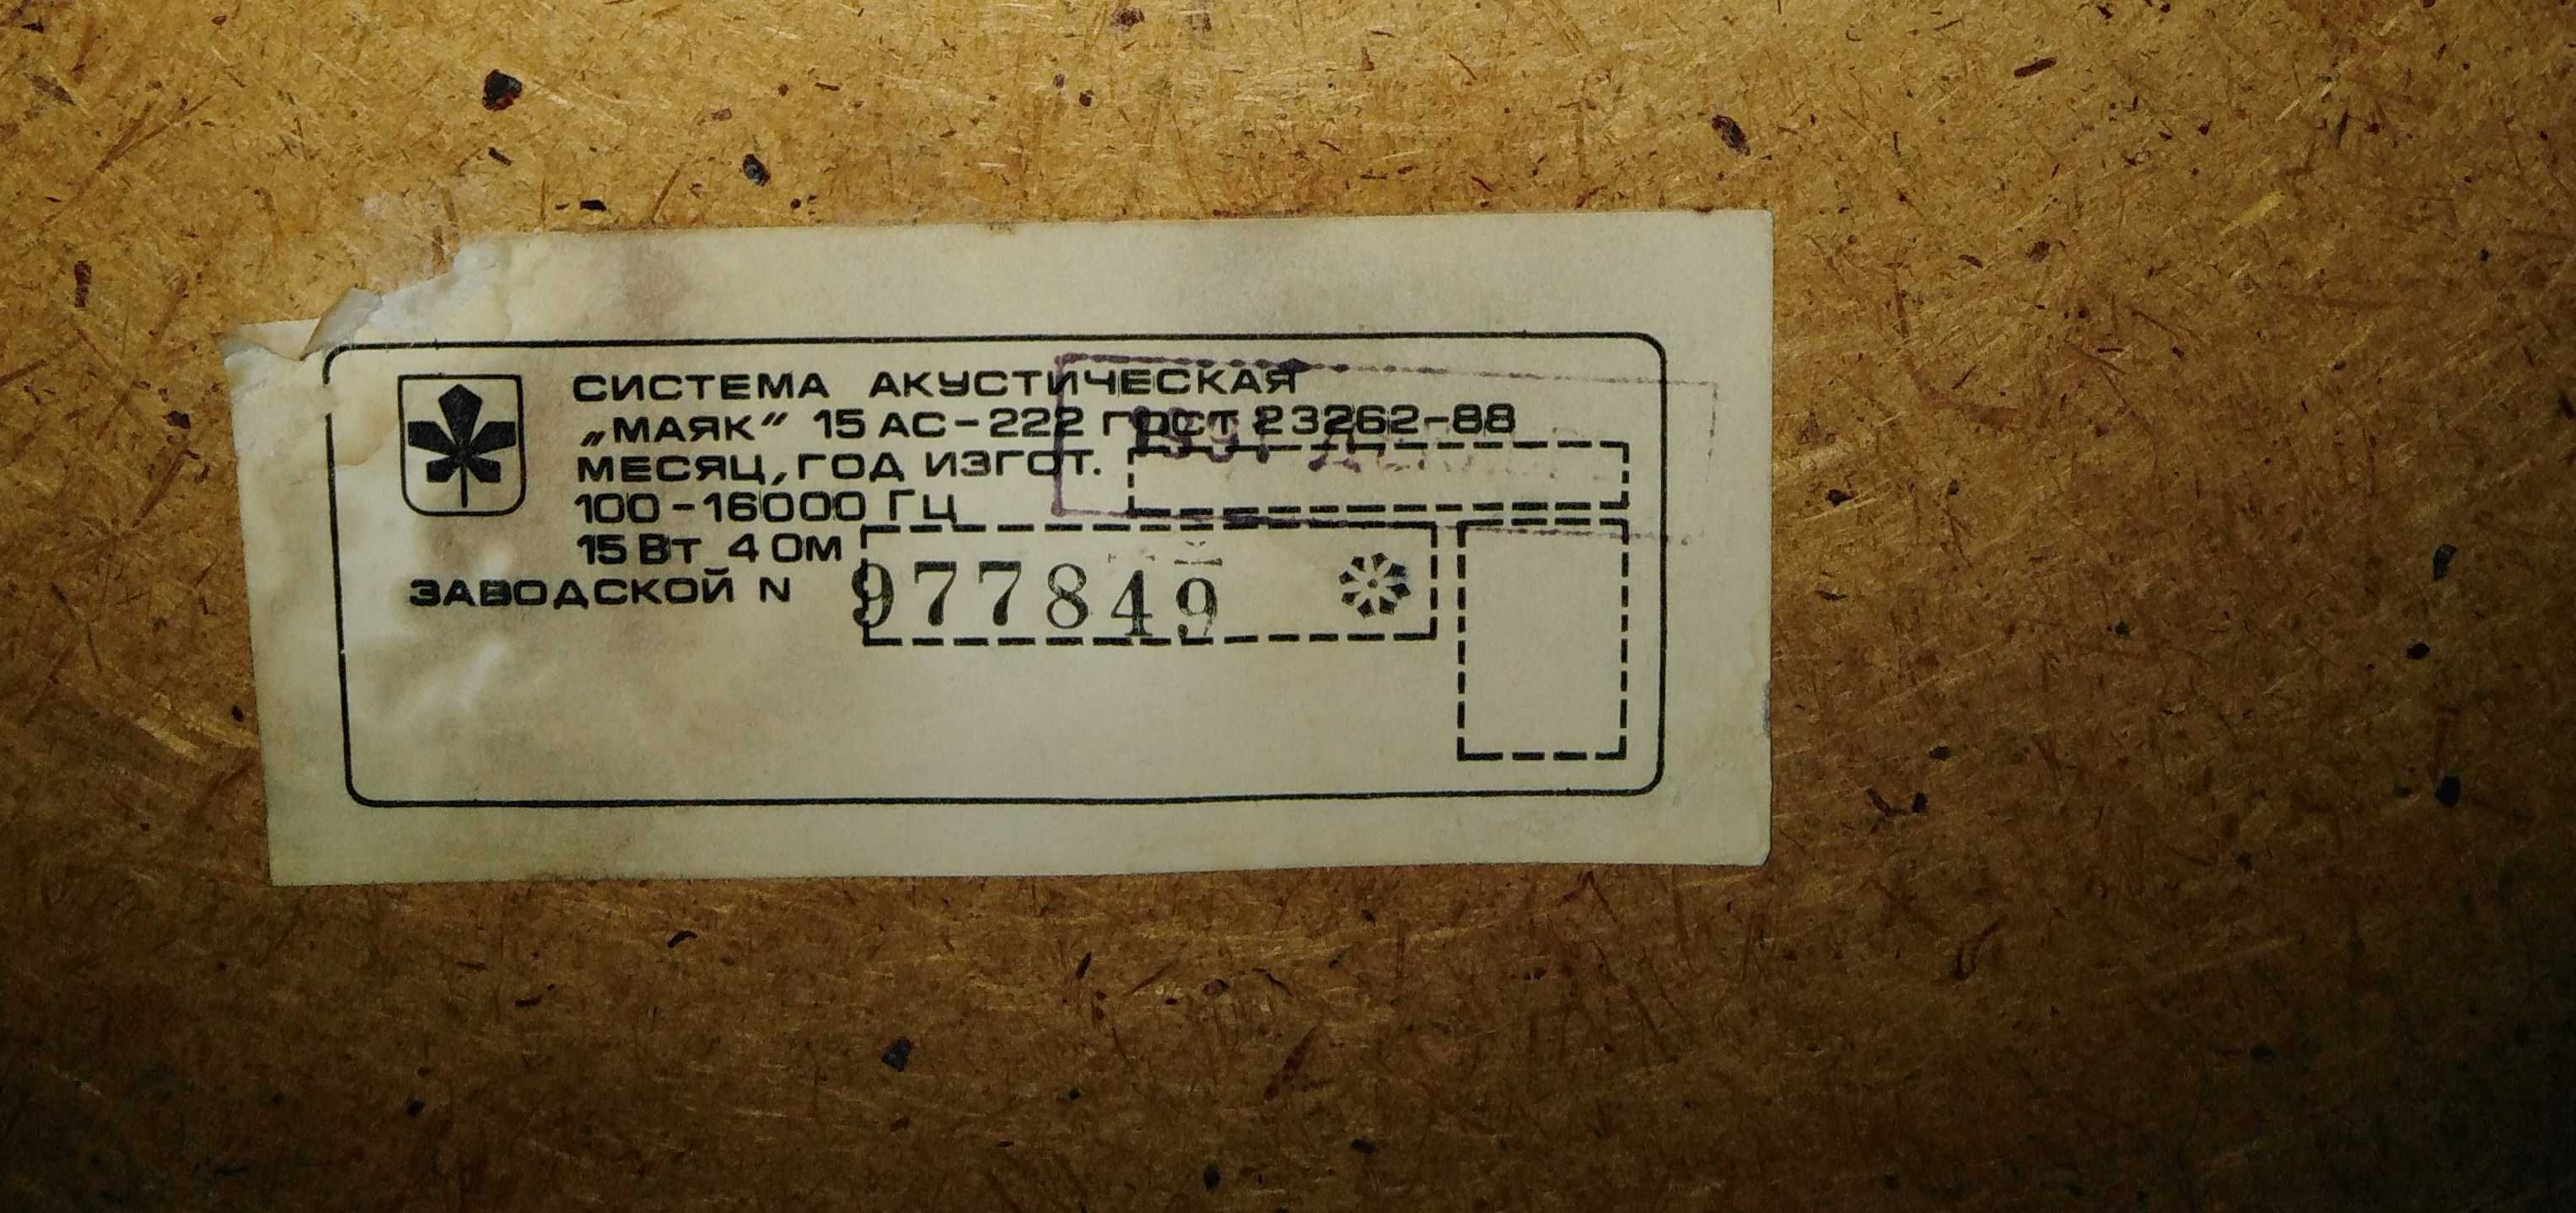 СИСТЕМА АКУСТИЧЕСКАЯ
„МАЯК" 15 АС-222 ГОСТ 23262-88
МЕСЯЦ, ГОД ИЗГОТ.
100-16000 ГЦ
15 ВТ 4 ОМ
ЗАВОДСКОЙ N 977849